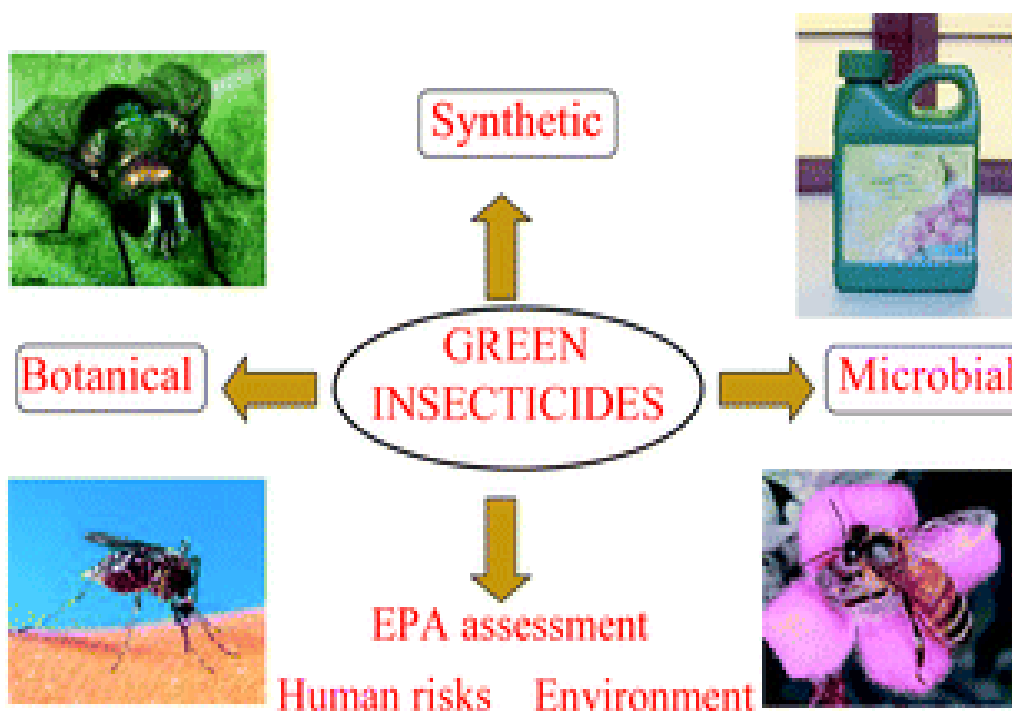 Synthetic
GREEN
INSECTICIDES
Botanical
Microbial
EPA assessment
Human risks Environment